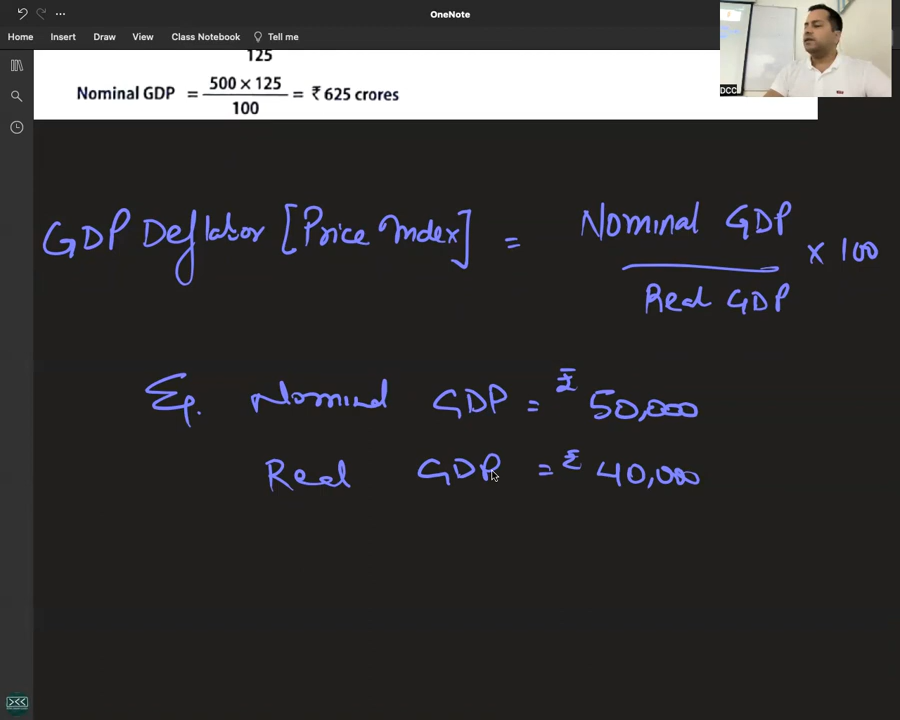 OneNote
Home Insert Draw View Class Notebook Tell me
125
Nominal GDP = 500 × 125 / 100 = ₹ 625 crores
DCC
GDP Deflator [Price Index] = Nominal GDP / Real GDP × 100
Eg. Nominal GDP = ₹ 50,000
Real GDP = ₹ 40,000